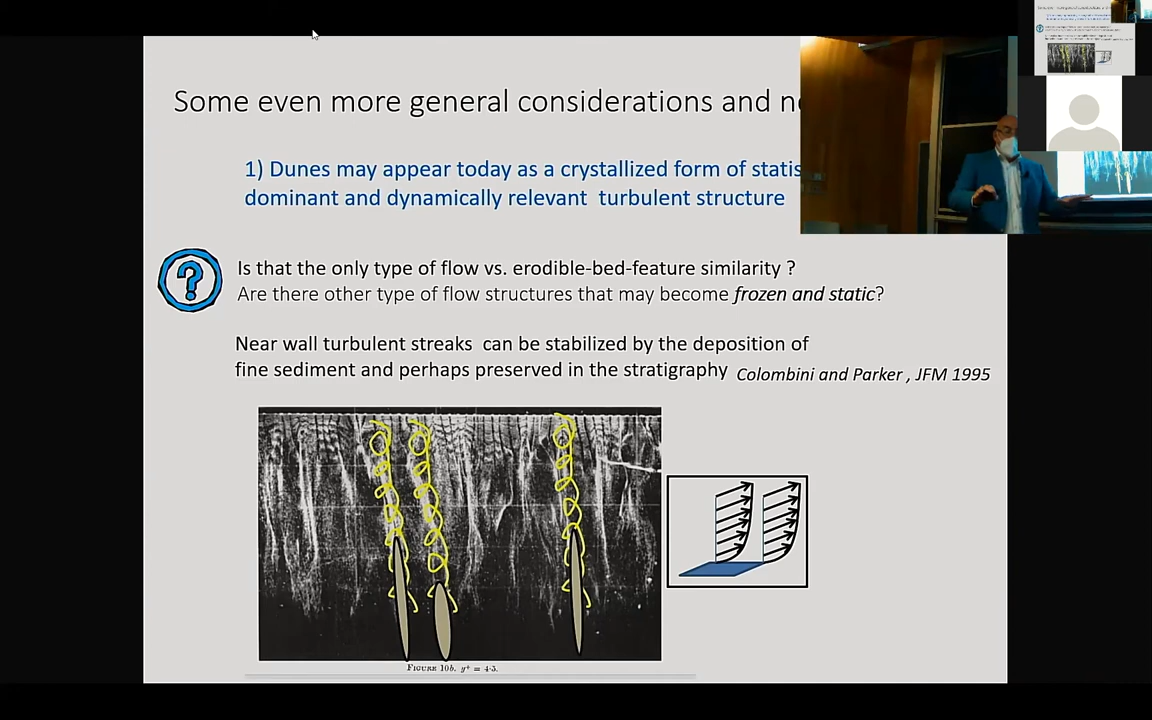 Some even more general considerations and
1) Dunes may appear today as a crystallized form of
dominant and dynamically relevant turbulent structure
Is that the only type of flow vs. erodible-bed-feature similarity ?
Are there other type of flow structures that may become frozen and static?
Near wall turbulent streaks can be stabilized by the deposition of
fine sediment and perhaps preserved in the stratigraphy Colombini and Parker , JFM 1995
FIGURE 10b. y⁺ = 4·5.